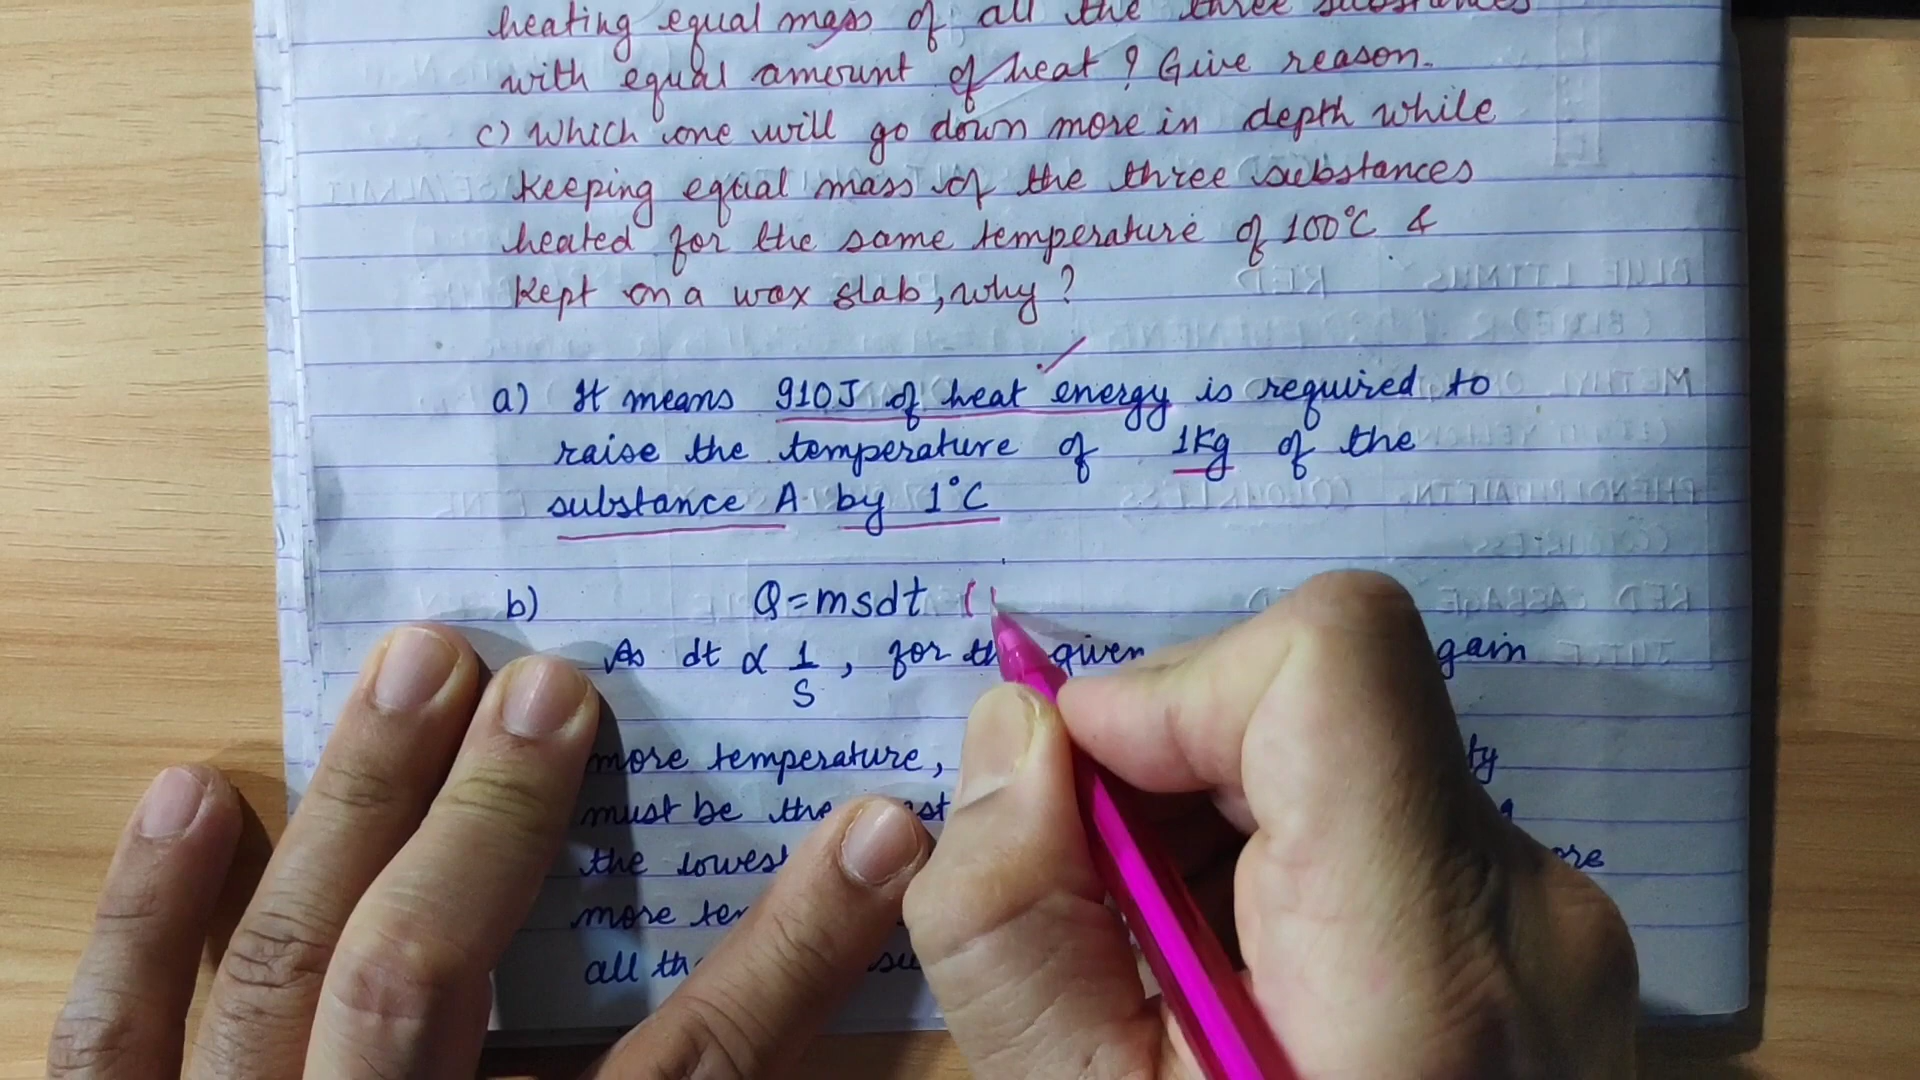 heating equal mass of all the three substances
with equal amount of heat ? Give reason.
c) Which one will go down more in depth while
keeping equal mass of the three substances
heated for the same temperature of 100°C &
kept on a wax slab, why ?
a) It means 910J of heat energy is required to
raise the temperature of 1Kg of the
substance A by 1°C
b) Q=msdt (
As dt ∝ 1/S , for the given gain
more temperature,
must be the
the lowest
more
all